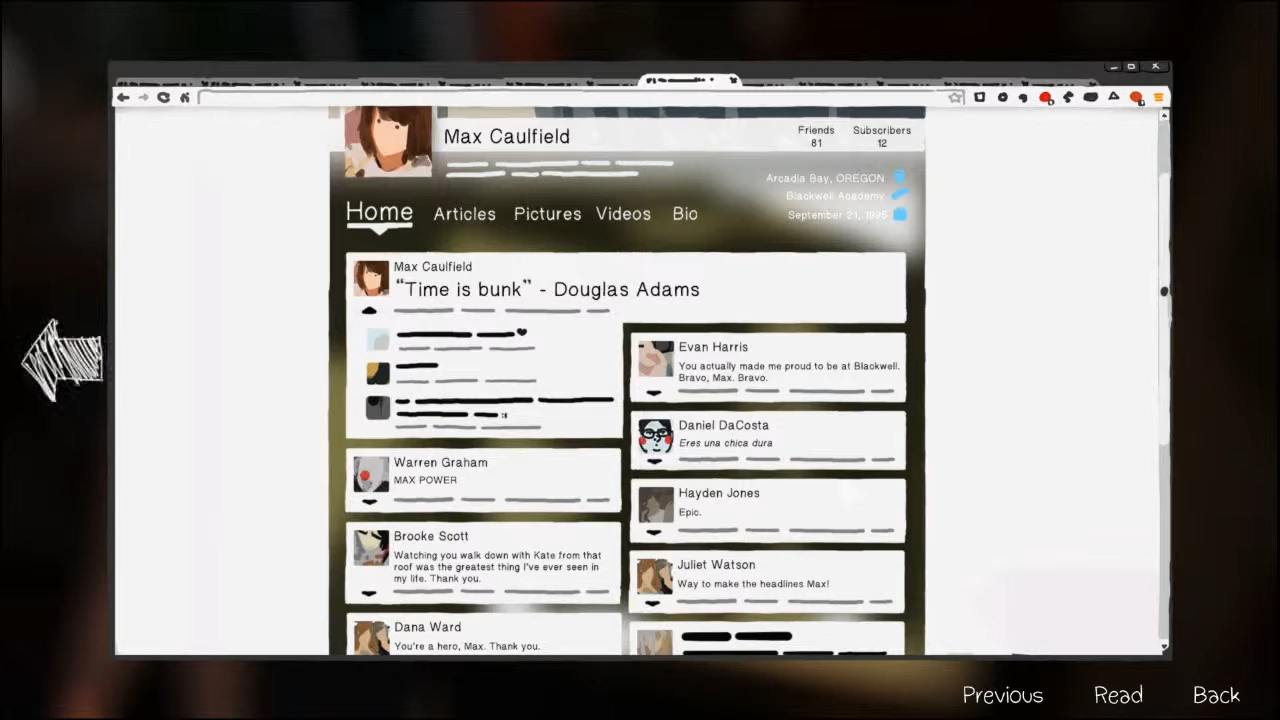 Max Caulfield
Friends
81
Subscribers
12
Arcadia Bay, OREGON
Blackwell Academy
September 21, 1995
Home Articles Pictures Videos Bio
Max Caulfield
“Time is bunk” - Douglas Adams
Warren Graham
MAX POWER
Brooke Scott
Watching you walk down with Kate from that
roof was the greatest thing I've ever seen in
my life. Thank you.
Dana Ward
You're a hero, Max. Thank you.
Evan Harris
You actually made me proud to be at Blackwell.
Bravo, Max. Bravo.
Daniel DaCosta
Eres una chica dura
Hayden Jones
Epic.
Juliet Watson
Way to make the headlines Max!
Previous Read Back